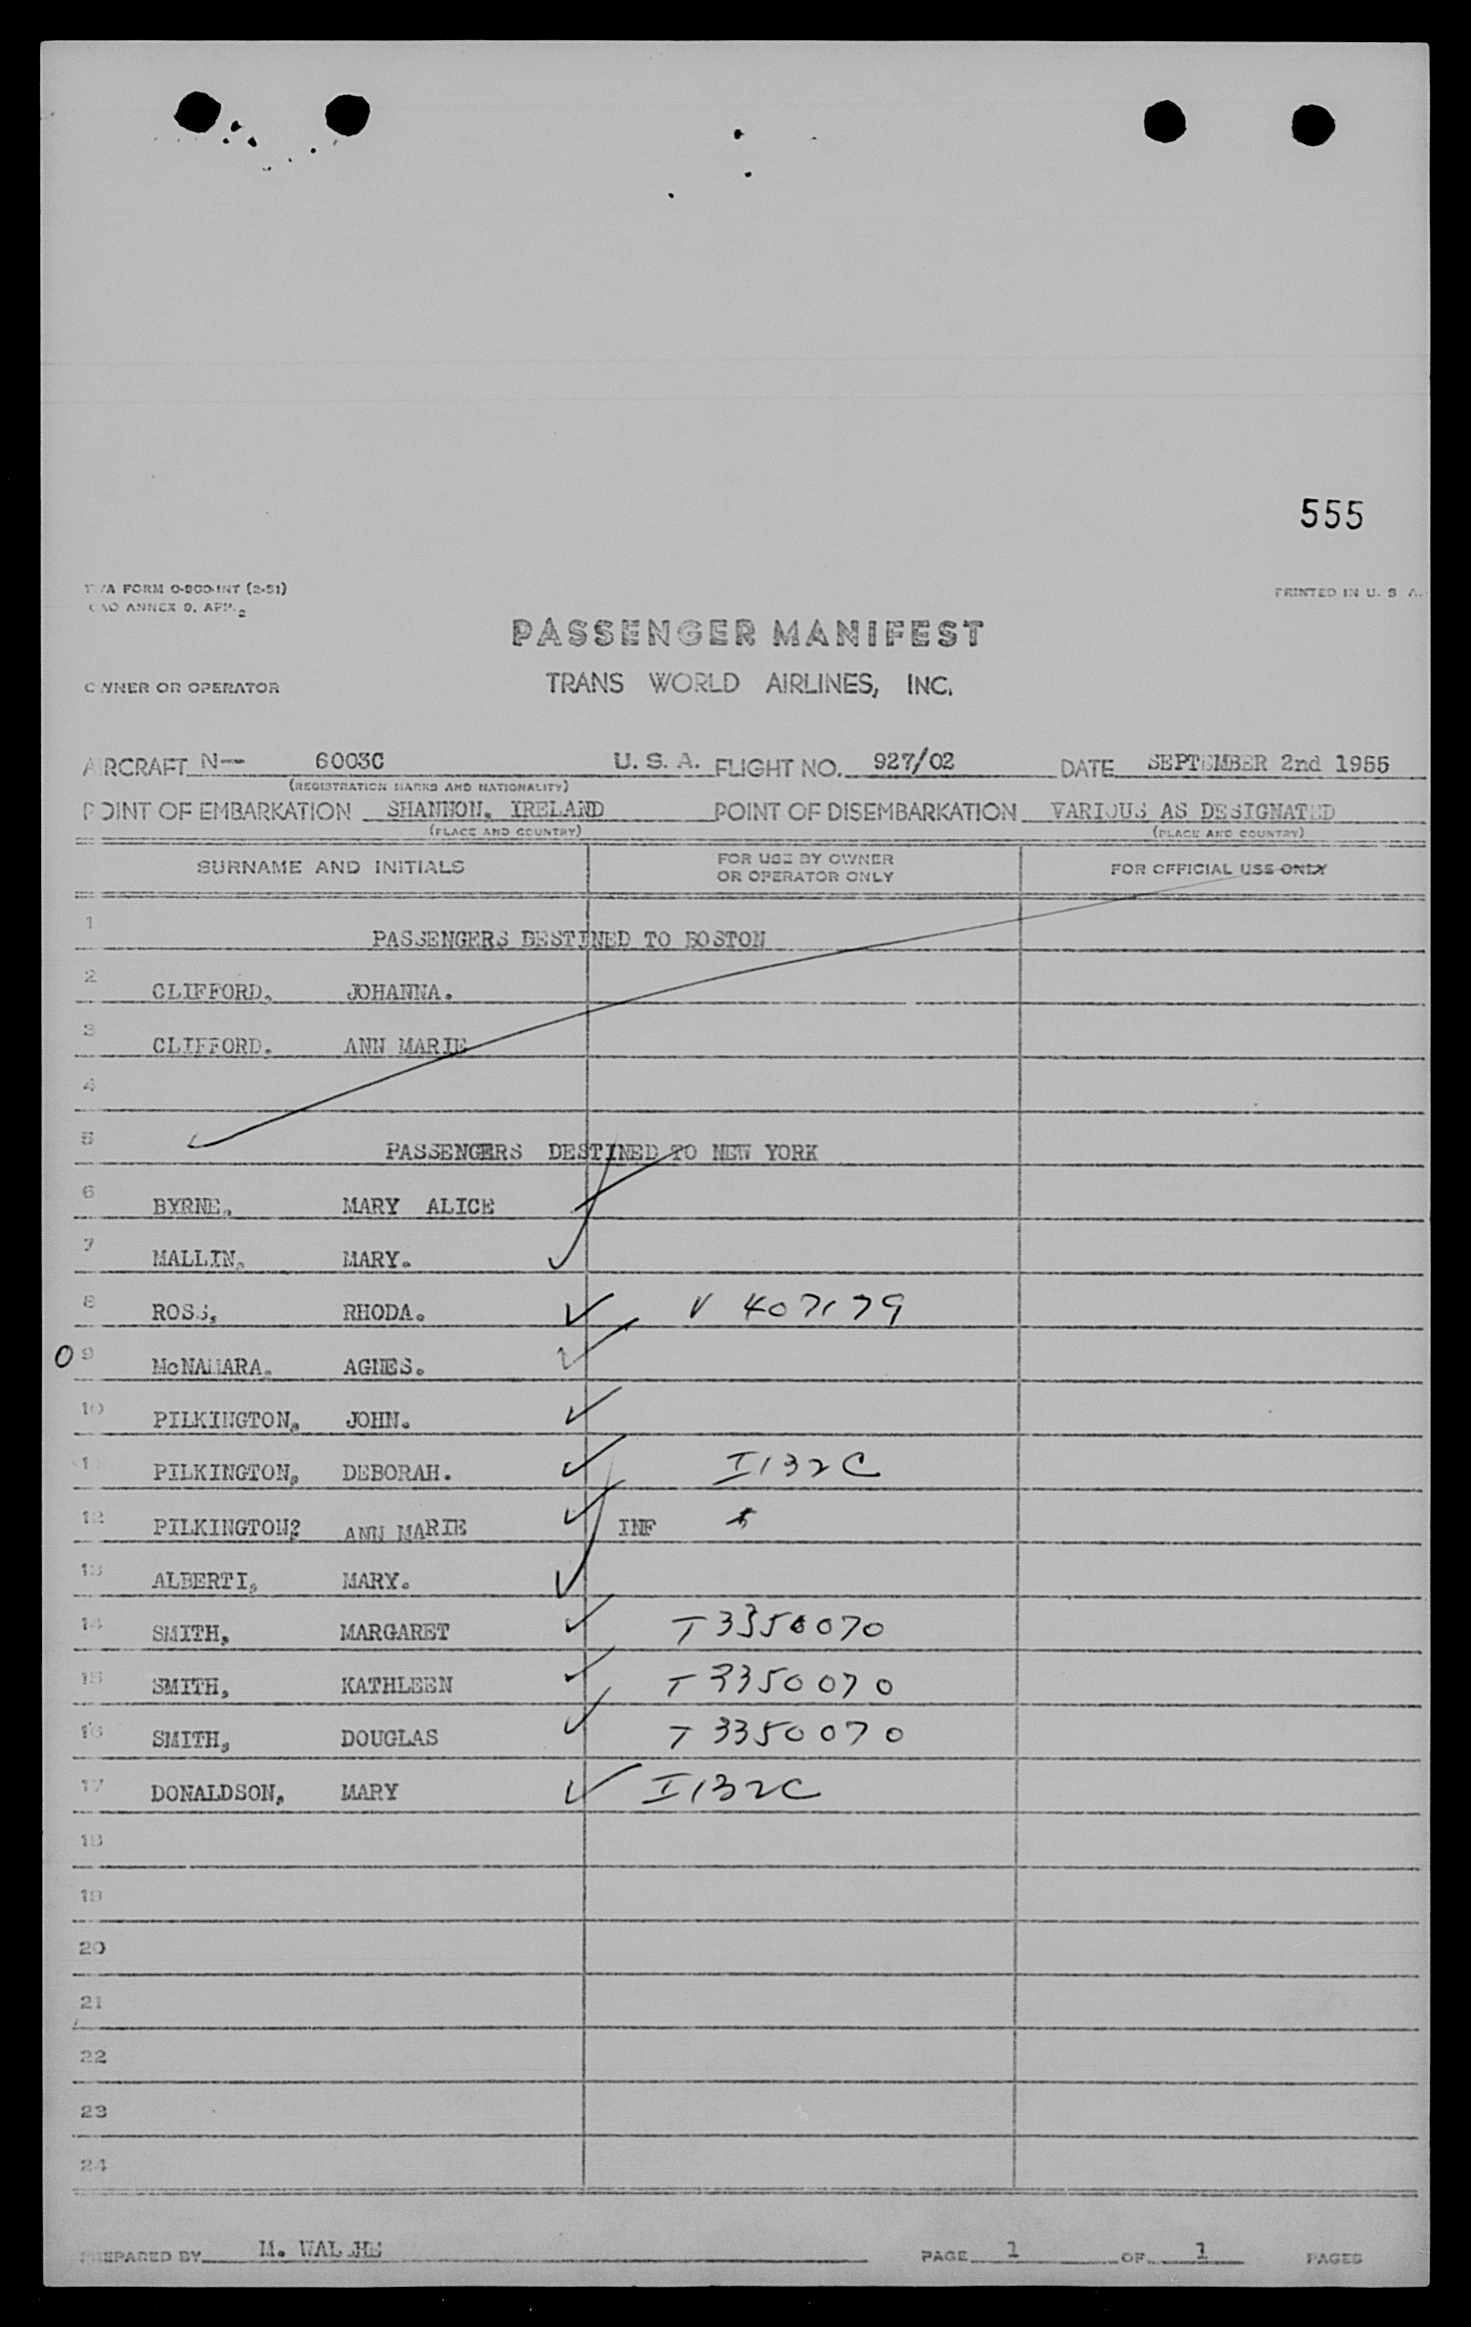 555
TWA FORM O-800-INT (2-51)
PRINTED IN U. S. A.
ICAO ANNEX 9, APP. 2
PASSENGER MANIFEST
OWNER OR OPERATOR TRANS WORLD AIRLINES, INC.
AIRCRAFT N-- 6003C U. S. A. FLIGHT NO. 927/02 DATE SEPTEMBER 2nd 1955
(REGISTRATION MARKS AND NATIONALITY)
POINT OF EMBARKATION SHANNON, IRELAND POINT OF DISEMBARKATION VARIOUS AS DESIGNATED
(PLACE AND COUNTRY) (PLACE AND COUNTRY)
SURNAME AND INITIALS FOR USE BY OWNER OR OPERATOR ONLY FOR OFFICIAL USE ONLY
1 PASSENGERS DESTINED TO BOSTON
2 CLIFFORD, JOHANNA.
3 CLIFFORD. ANN MARIE
4
5 PASSENGERS DESTINED TO NEW YORK
6 BYRNE, MARY ALICE
7 MALLIN, MARY.
8 ROSS, RHODA. ✓ V 407179
0 9 McNAMARA. AGNES. ✓
10 PILKINGTON, JOHN. ✓
11 PILKINGTON, DEBORAH. ✓ I132C
12 PILKINGTON? ANN MARIE ✓ INF
13 ALBERTI, MARY. ✓
14 SMITH, MARGARET ✓ T3350070
15 SMITH, KATHLEEN ✓ T3350070
16 SMITH, DOUGLAS ✓ T3350070
17 DONALDSON, MARY ✓ I132C
18
19
20
21
22
23
24
PREPARED BY M. WALSHE PAGE 1 OF 1 PAGES